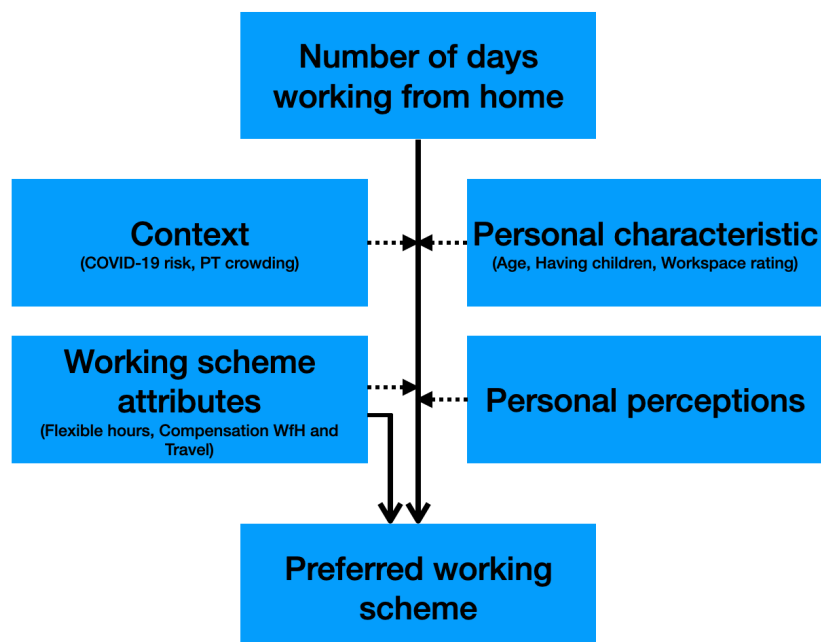 Number of days
working from home
Context
(COVID-19 risk, PT crowding)
Personal characteristic
(Age, Having children, Workspace rating)
Working scheme
attributes
(Flexible hours, Compensation WfH and
Travel)
Personal perceptions
Preferred working
scheme